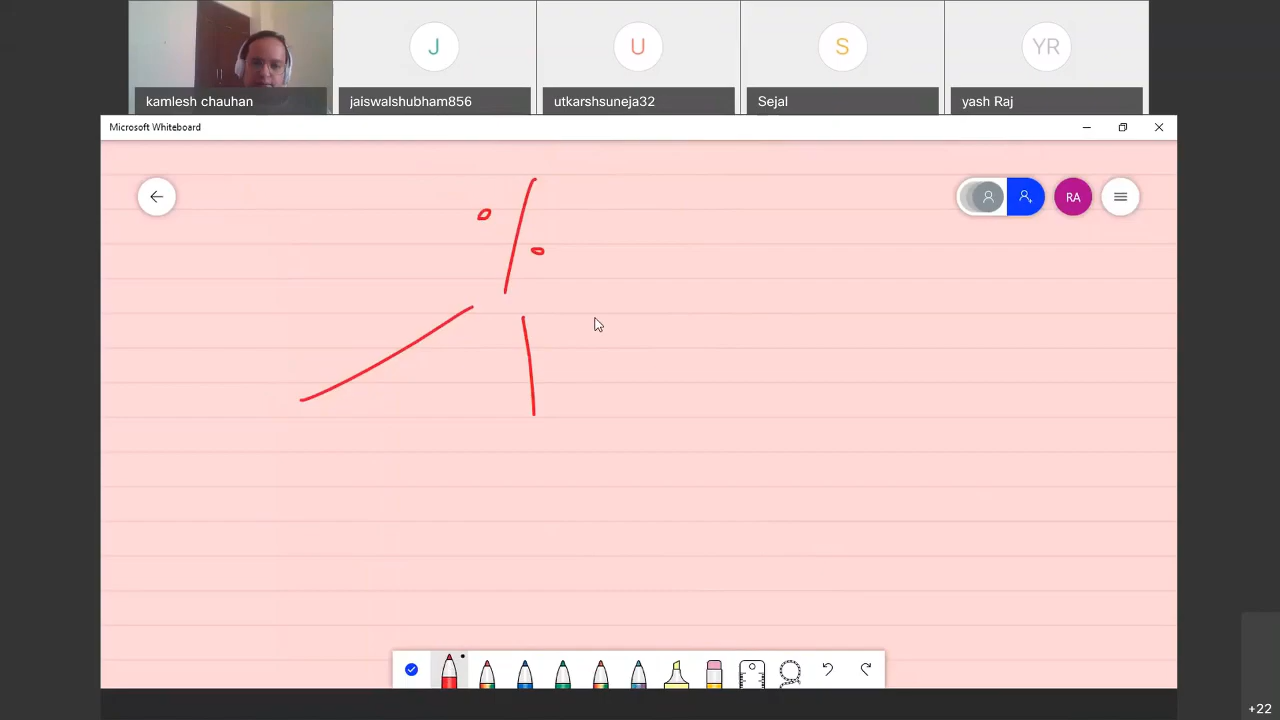 J U S YR
kamlesh chauhan jaiswalshubham856 utkarshsuneja32 Sejal yash Raj
Microsoft Whiteboard
RA
%
+22